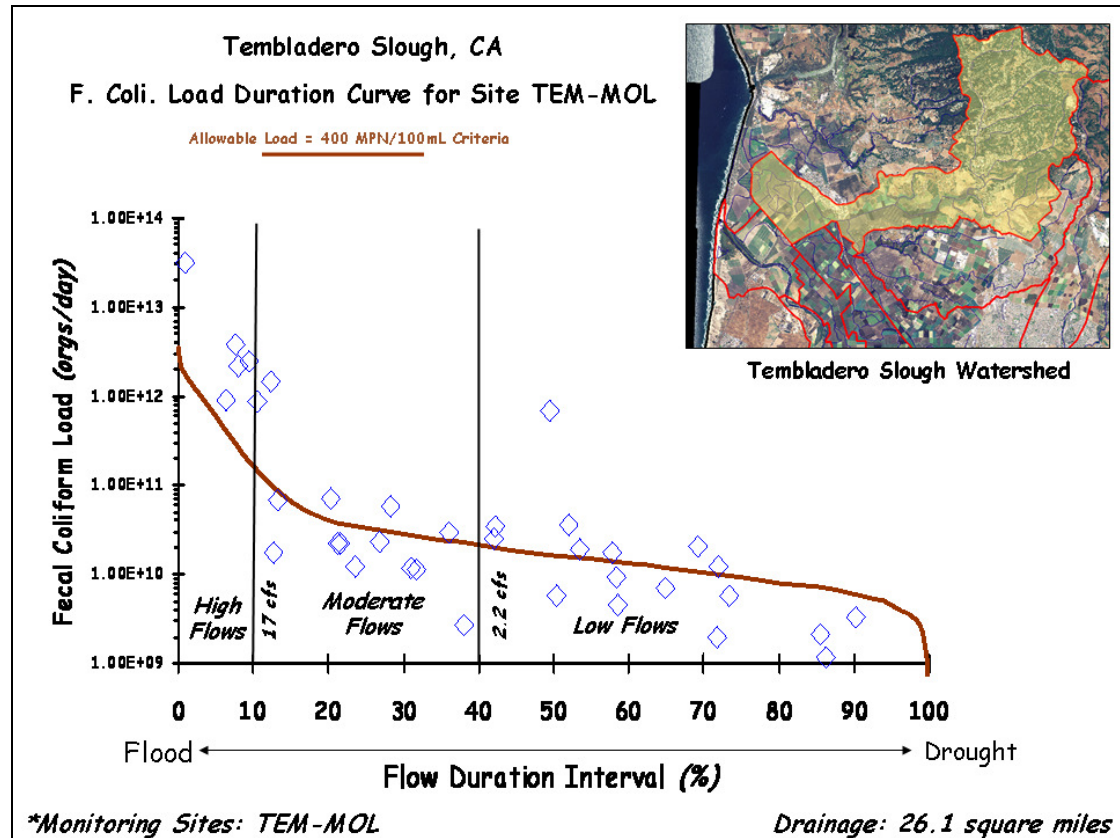 Tembladero Slough, CA
F. Coli. Load Duration Curve for Site TEM-MOL
Allowable Load = 400 MPN/100mL Criteria
Tembladero Slough Watershed
Fecal Coliform Load (orgs/day)
1.00E+14
1.00E+13
1.00E+12
1.00E+11
1.00E+10
1.00E+09
High
Flows
17 cfs
Moderate
Flows
2.2 cfs
Low Flows
0 10 20 30 40 50 60 70 80 90 100
Flood Drought
Flow Duration Interval (%)
*Monitoring Sites: TEM-MOL Drainage: 26.1 square miles